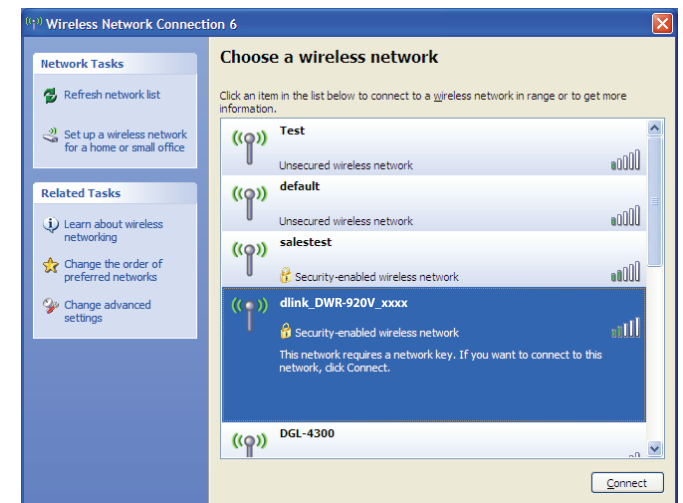 Wireless Network Connection 6
Network Tasks
Refresh network list
Set up a wireless network
for a home or small office
Related Tasks
Learn about wireless
networking
Change the order of
preferred networks
Change advanced
settings
Choose a wireless network
Click an item in the list below to connect to a wireless network in range or to get more
information.
Test
Unsecured wireless network
default
Unsecured wireless network
salestest
Security-enabled wireless network
dlink_DWR-920V_xxxx
Security-enabled wireless network
This network requires a network key. If you want to connect to this
network, click Connect.
DGL-4300
Connect